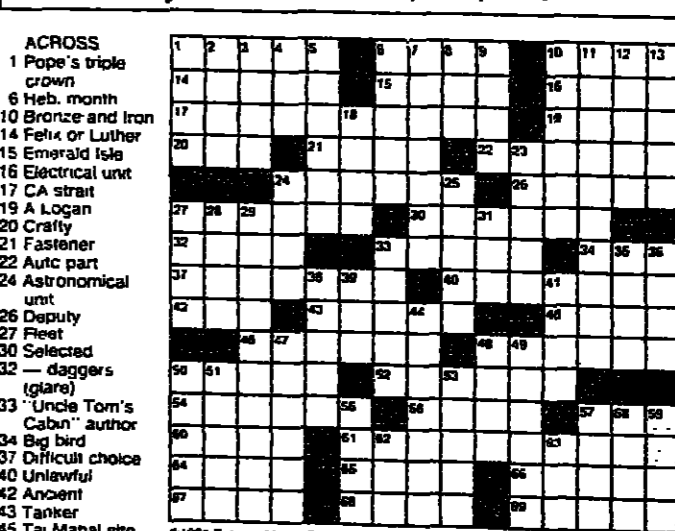 ACROSS
1 Pope's triple
crown
6 Heb. month
10 Bronze and Iron
14 Felix or Luther
15 Emerald Isle
16 Electrical unit
17 CA strait
19 A Logan
20 Crafty
21 Fastener
22 Auto part
24 Astronomical
unit
26 Deputy
27 Fleet
30 Selected
32 — daggers
(glare)
33 "Uncle Tom's
Cabin" author
34 Big bird
37 Difficult choice
40 Unlawful
42 Ancient
43 Tanker
45 Taj Mahal site
1 2 3 4 5 6 7 8 9 10 11 12 13
14 15 16
17 18 19
20 21 22 23
24 25 26
27 28 29 30 31
32 33 34 35 36
37 38 39 40 41
42 43 44 45
46 47 48 49
50 51 52 53
54 55 56 57 58 59
60 61 62 63
64 65 66
67 68 69